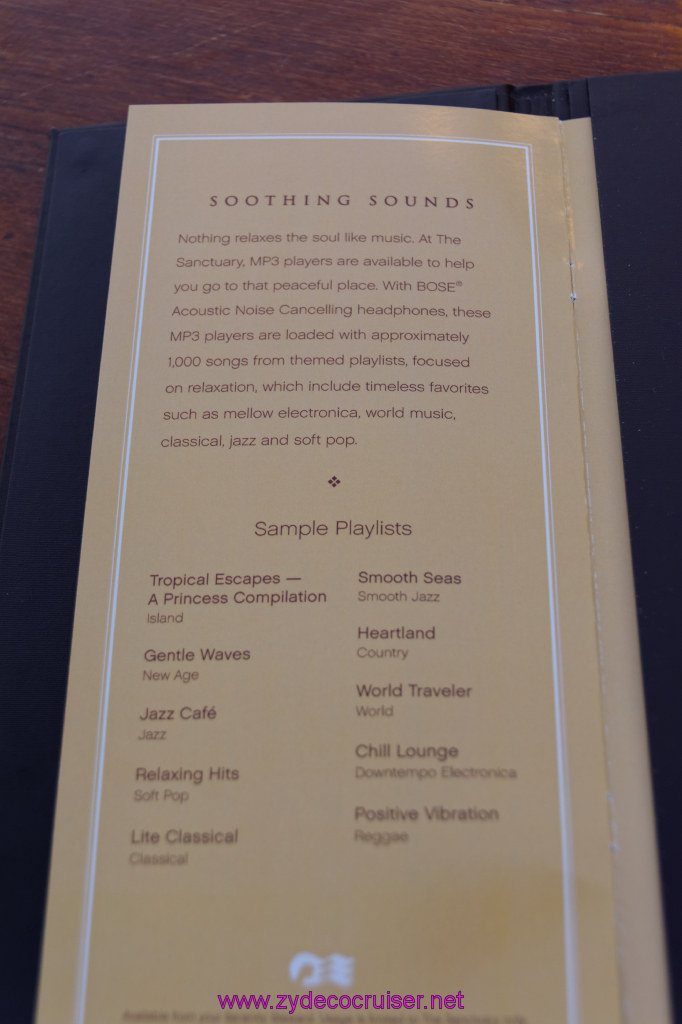 SOOTHING SOUNDS
Nothing relaxes the soul like music. At The
Sanctuary, MP3 players are available to help
you go to that peaceful place. With BOSE®
Acoustic Noise Cancelling headphones, these
MP3 players are loaded with approximately
1,000 songs from themed playlists, focused
on relaxation, which include timeless favorites
such as mellow electronica, world music,
classical, jazz and soft pop.
Sample Playlists
Tropical Escapes —
A Princess Compilation
Island
Gentle Waves
New Age
Jazz Café
Jazz
Relaxing Hits
Soft Pop
Lite Classical
Classical
Smooth Seas
Smooth Jazz
Heartland
Country
World Traveler
World
Chill Lounge
Downtempo Electronica
Positive Vibration
Reggae
www.zydecocruiser.net